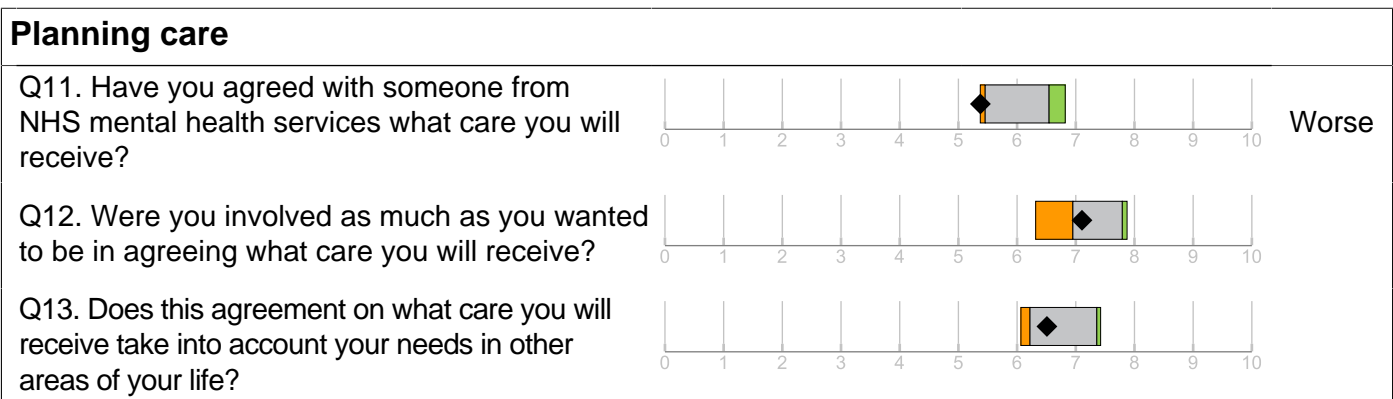 Planning care
Q11. Have you agreed with someone from
NHS mental health services what care you will
receive?
0 1 2 3 4 5 6 7 8 9 10
Worse
Q12. Were you involved as much as you wanted
to be in agreeing what care you will receive?
0 1 2 3 4 5 6 7 8 9 10
Q13. Does this agreement on what care you will
receive take into account your needs in other
areas of your life?
0 1 2 3 4 5 6 7 8 9 10